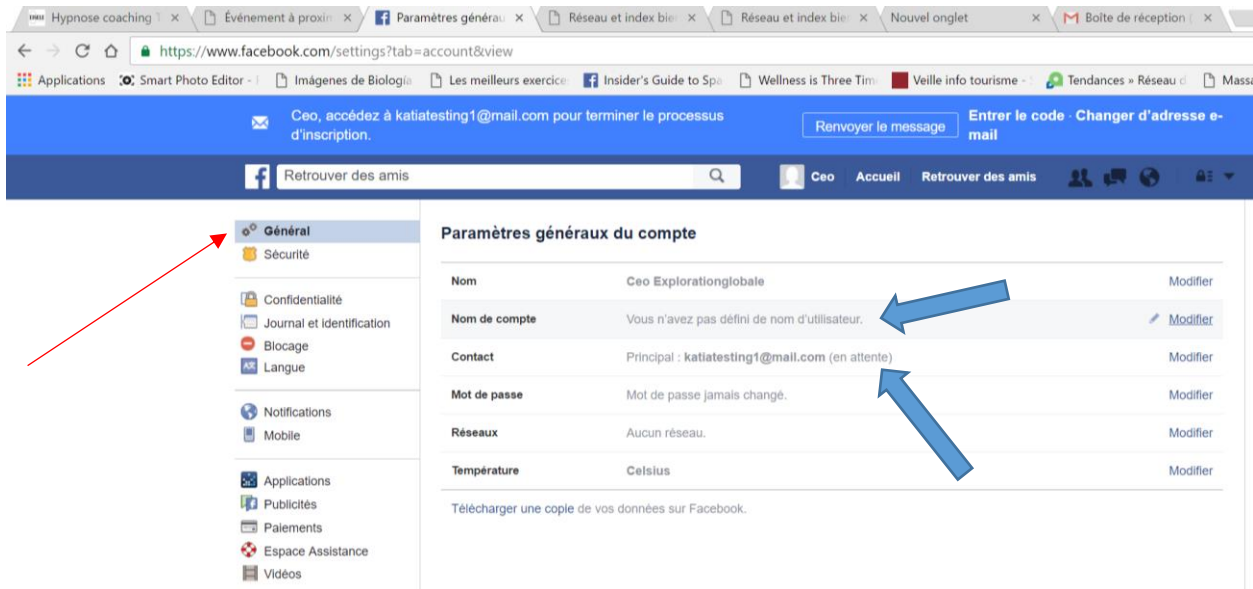 Hypnose coaching T
Événement à proxim
Paramètres générau
Réseau et index bie
Réseau et index bie
Nouvel onglet
Boîte de réception (
https://www.facebook.com/settings?tab=account&view
Applications Smart Photo Editor - Imágenes de Biología Les meilleurs exercice Insider's Guide to Spa Wellness is Three Tim Veille info tourisme - Tendances » Réseau d Massa
Ceo, accédez à katiatesting1@mail.com pour terminer le processus
d'inscription.
Renvoyer le message
Entrer le code · Changer d'adresse e-
mail
Retrouver des amis
Ceo Accueil Retrouver des amis
Général
Sécurité
Confidentialité
Journal et identification
Blocage
Langue
Notifications
Mobile
Applications
Publicités
Paiements
Espace Assistance
Vidéos
Paramètres généraux du compte
Nom Ceo Explorationglobale Modifier
Nom de compte Vous n'avez pas défini de nom d'utilisateur. Modifier
Contact Principal : katiatesting1@mail.com (en attente) Modifier
Mot de passe Mot de passe jamais changé. Modifier
Réseaux Aucun réseau. Modifier
Température Celsius Modifier
Télécharger une copie de vos données sur Facebook.